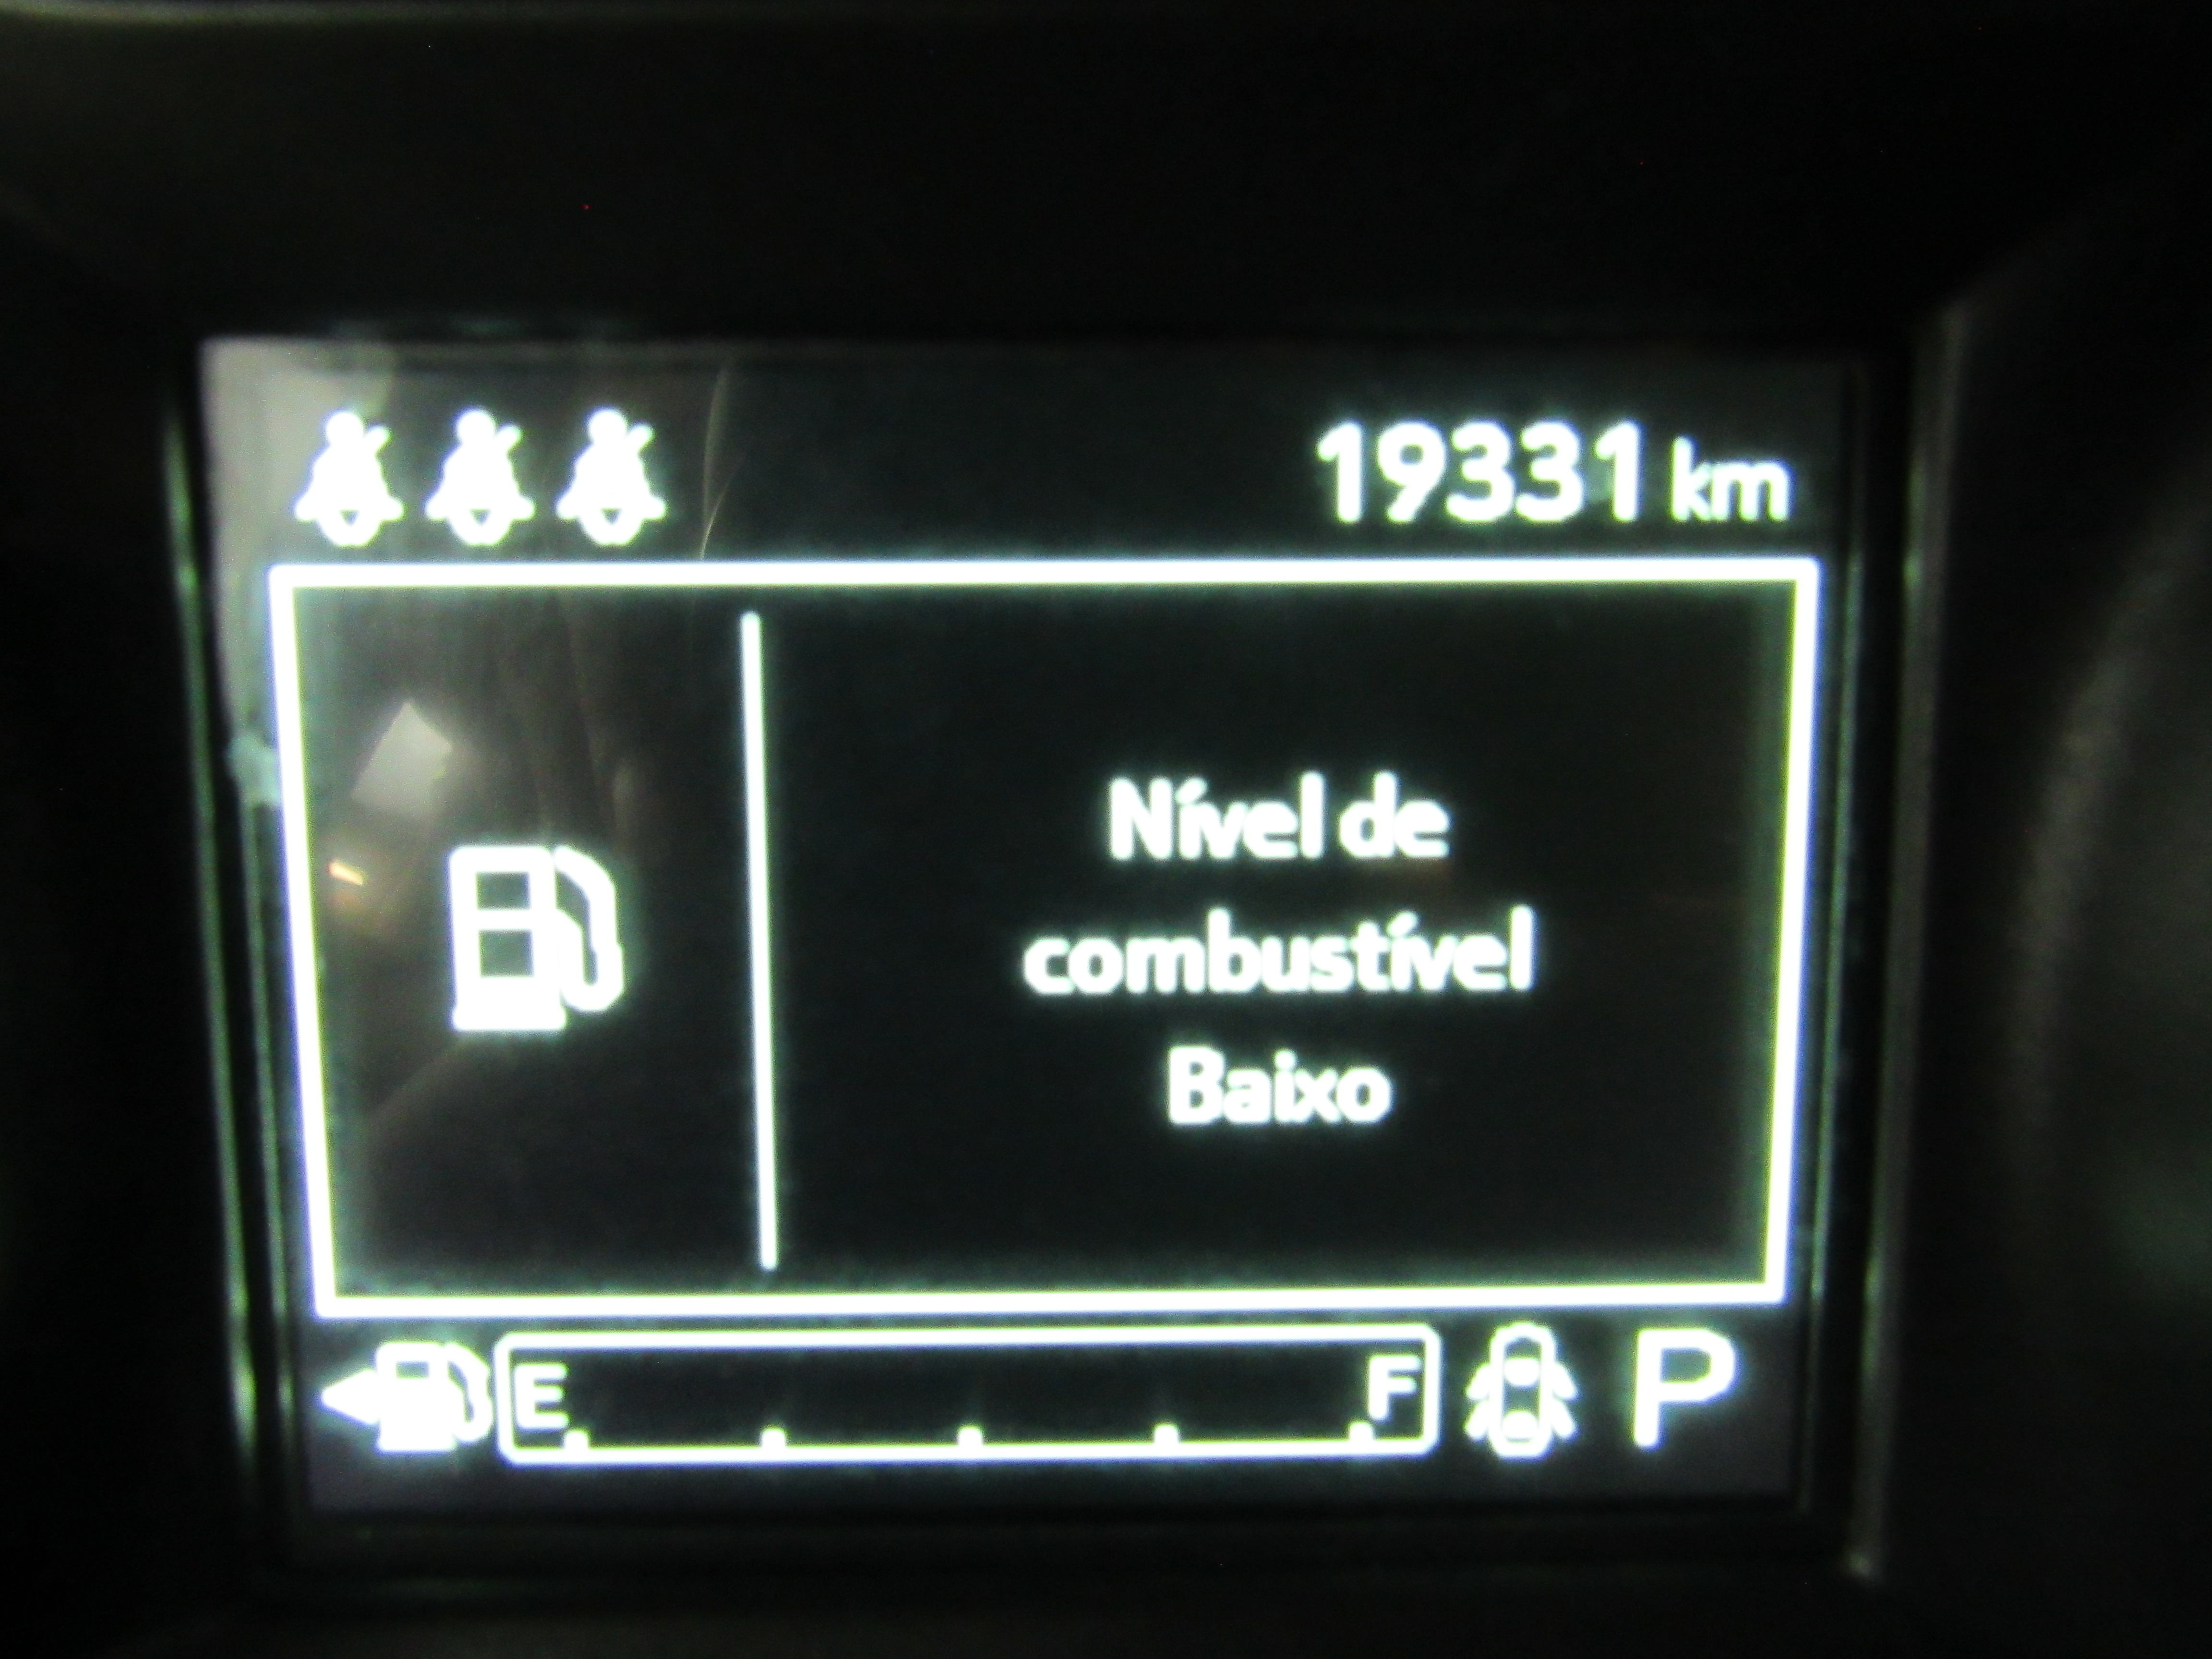 19331 km
Nível de
combustível
Baixo
E F P